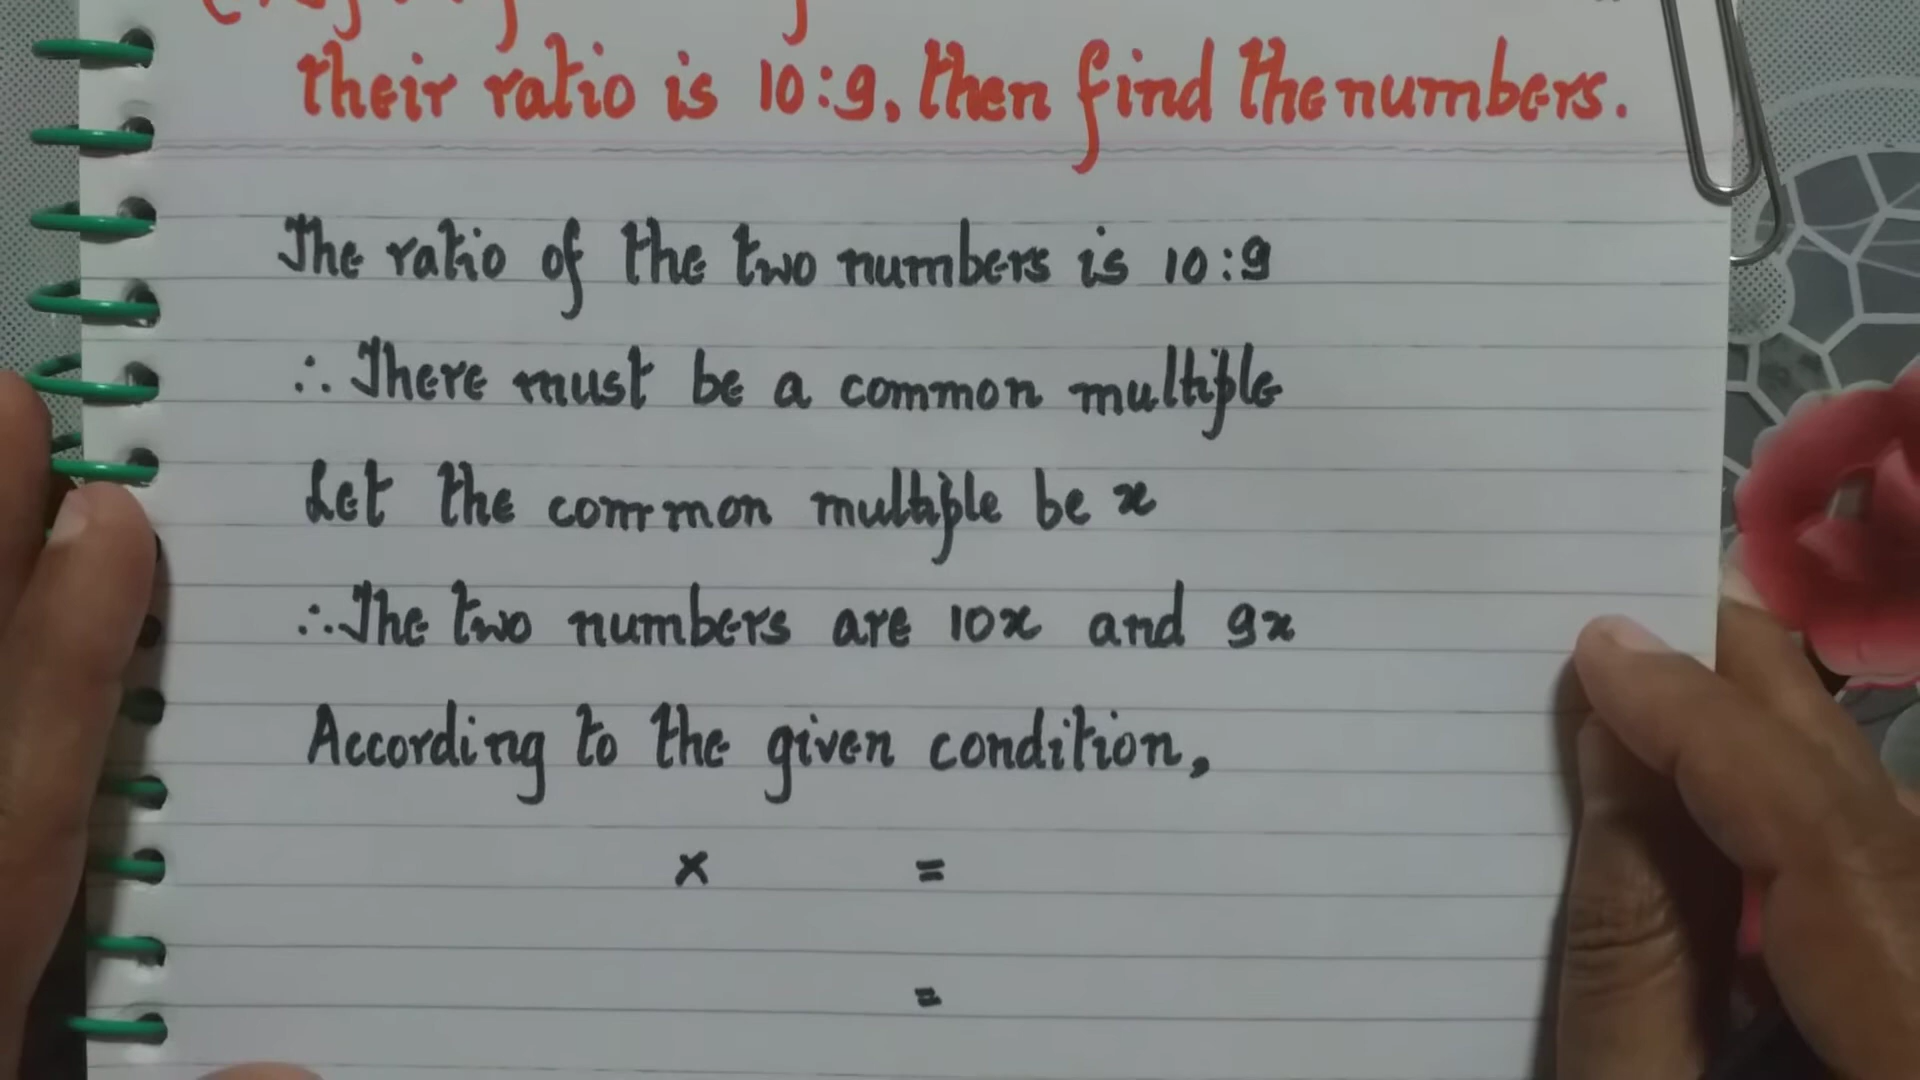 their ratio is 10:9, then find the numbers.
The ratio of the two numbers is 10:9
∴ There must be a common multiple
Let the common multiple be x
∴ The two numbers are 10x and 9x
According to the given condition,
× =
=